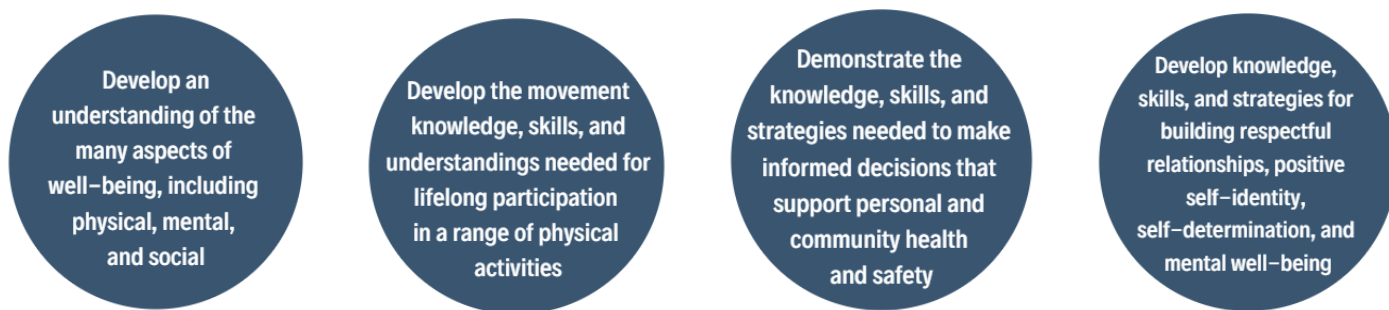 Develop an
understanding of the
many aspects of
well-being, including
physical, mental,
and social
Develop the movement
knowledge, skills, and
understandings needed for
lifelong participation
in a range of physical
activities
Demonstrate the
knowledge, skills, and
strategies needed to make
informed decisions that
support personal and
community health
and safety
Develop knowledge,
skills, and strategies for
building respectful
relationships, positive
self-identity,
self-determination, and
mental well-being